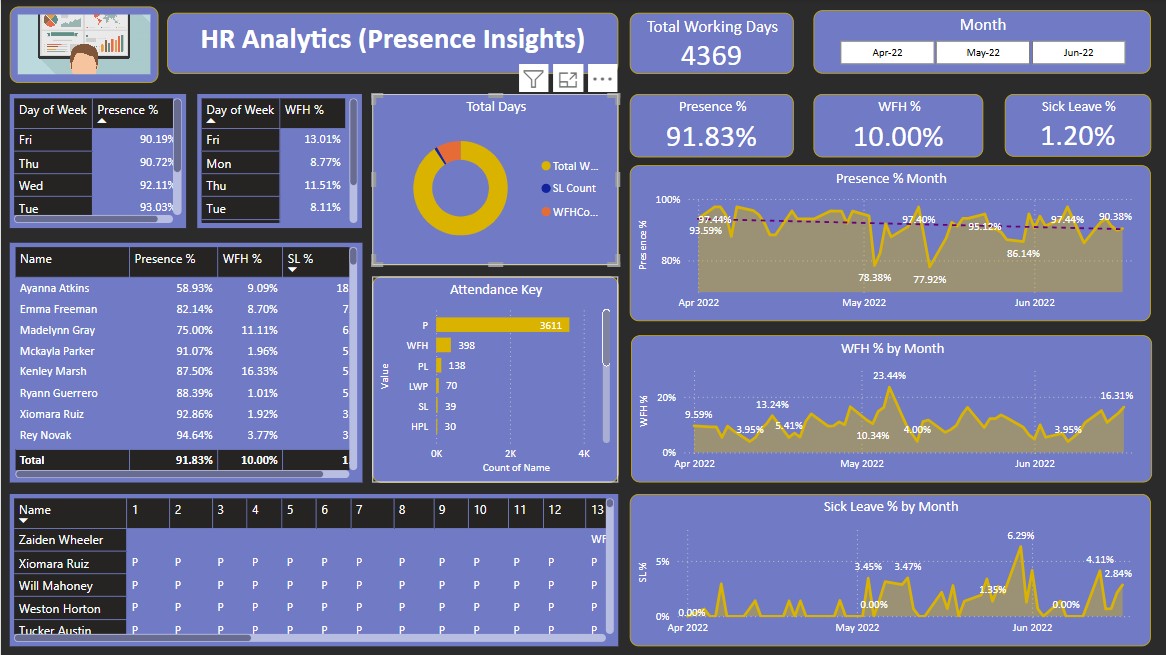 HR Analytics (Presence Insights)
Total Working Days
4369
Month
Apr-22 May-22 Jun-22
Day of Week Presence %
Fri 90.19%
Thu 90.72%
Wed 92.11%
Tue 93.03%
Day of Week WFH %
Fri 13.01%
Mon 8.77%
Thu 11.51%
Tue 8.11%
Total Days
Total W...
SL Count
WFHCo...
Presence %
91.83%
WFH %
10.00%
Sick Leave %
1.20%
Presence % Month
Presence %
100%
80%
97.44%
93.59%
97.40%
95.12%
97.44%
90.38%
86.14%
78.38%
77.92%
Apr 2022 May 2022 Jun 2022
Name Presence % WFH % SL %
Ayanna Atkins 58.93% 9.09% 18
Emma Freeman 82.14% 8.70% 7
Madelynn Gray 75.00% 11.11% 6
Mckayla Parker 91.07% 1.96% 5
Kenley Marsh 87.50% 16.33% 5
Ryann Guerrero 88.39% 1.01% 5
Xiomara Ruiz 92.86% 1.92% 3
Rey Novak 94.64% 3.77% 3
Total 91.83% 10.00% 1
Attendance Key
Value
P 3611
WFH 398
PL 138
LWP 70
SL 39
HPL 30
0K 2K 4K
Count of Name
WFH % by Month
WFH %
20%
0%
23.44%
16.31%
13.24%
9.59%
3.95%
5.41%
10.34%
4.00%
3.95%
Apr 2022 May 2022 Jun 2022
Name 1 2 3 4 5 6 7 8 9 10 11 12 13
Zaiden Wheeler WF
Xiomara Ruiz P P P P P P P P P P P P P
Will Mahoney P P P P P P P P P P P P P
Weston Horton P P P P P P P P P P P P P
Tucker Austin P P P P P P P P P P P P P
Sick Leave % by Month
SL %
5%
0%
6.29%
4.11%
3.45%
3.47%
2.84%
1.35%
0.00%
0.00%
0.00%
Apr 2022 May 2022 Jun 2022